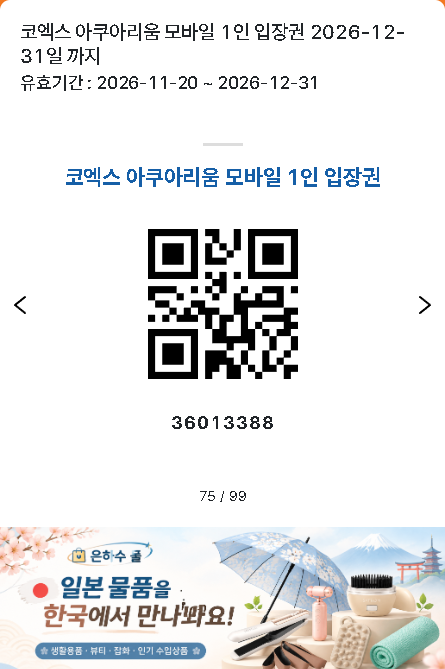 코엑스 아쿠아리움 모바일 1인 입장권 2026-12-
31일 까지
유효기간 : 2026-11-20 ~ 2026-12-31
코엑스 아쿠아리움 모바일 1인 입장권
36013388
75 / 99
은하수 몰
일본 물품을
한국에서 만나봐요!
생활용품 · 뷰티 · 잡화 · 인기 수입상품